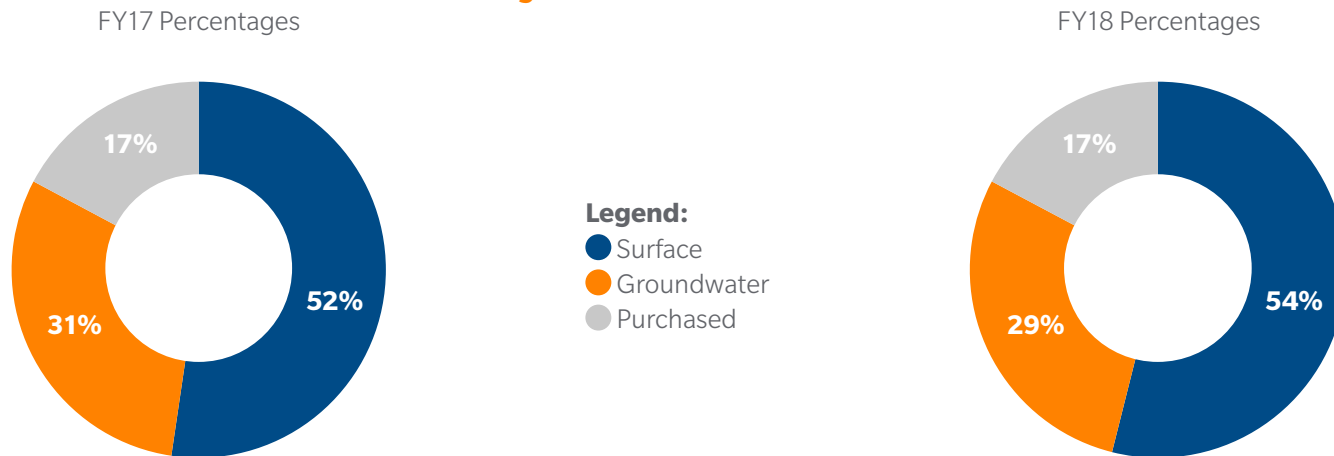 FY17 Percentages
17%
31%
52%
Legend:
Surface
Groundwater
Purchased
FY18 Percentages
17%
29%
54%